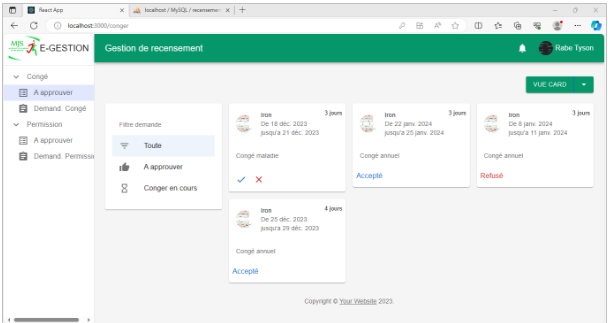 React App
localhost / MySQL / recensemen
localhost:3000/conger
MJS
E-GESTION
Gestion de recensement
Rabe Tyson
Congé
A approuver
Demand. Congé
Permission
A approuver
Demand. Permissi
VUE CARD
Filtre demande
Toute
A approuver
Conger en cours
Iron
3 jours
De 18 déc. 2023
jusqu'a 21 déc. 2023
Congé maladie
Iron
3 jours
De 22 janv. 2024
jusqu'a 25 janv. 2024
Congé annuel
Accepté
Iron
3 jours
De 8 janv. 2024
jusqu'a 11 janv. 2024
Congé annuel
Refusé
Iron
4 jours
De 25 déc. 2023
jusqu'a 29 déc. 2023
Congé annuel
Accepté
Copyright © Your Website 2023.